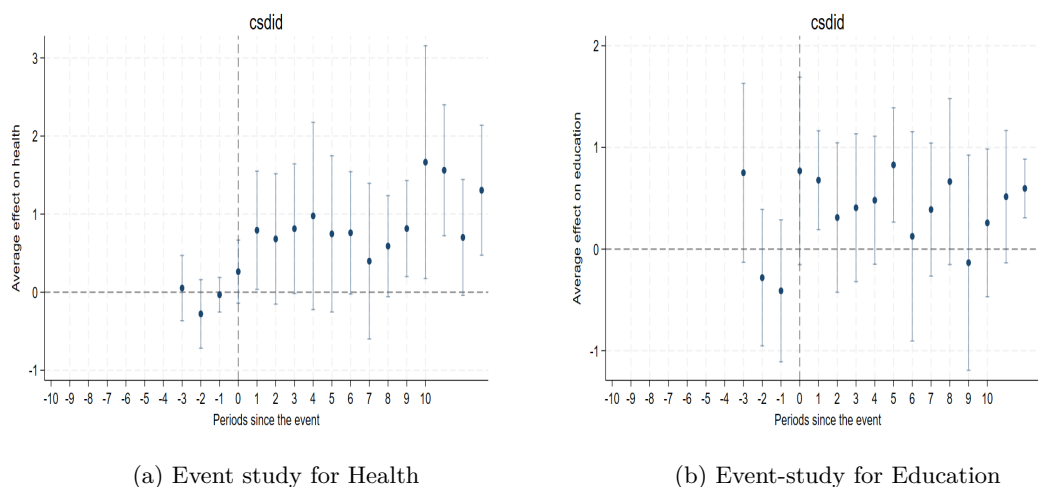 csdid
Average effect on health
3
2
1
0
-1
-10 -9 -8 -7 -6 -5 -4 -3 -2 -1 0 1 2 3 4 5 6 7 8 9 10
Periods since the event
(a) Event study for Health
csdid
Average effect on education
2
1
0
-1
-10 -9 -8 -7 -6 -5 -4 -3 -2 -1 0 1 2 3 4 5 6 7 8 9 10
Periods since the event
(b) Event-study for Education